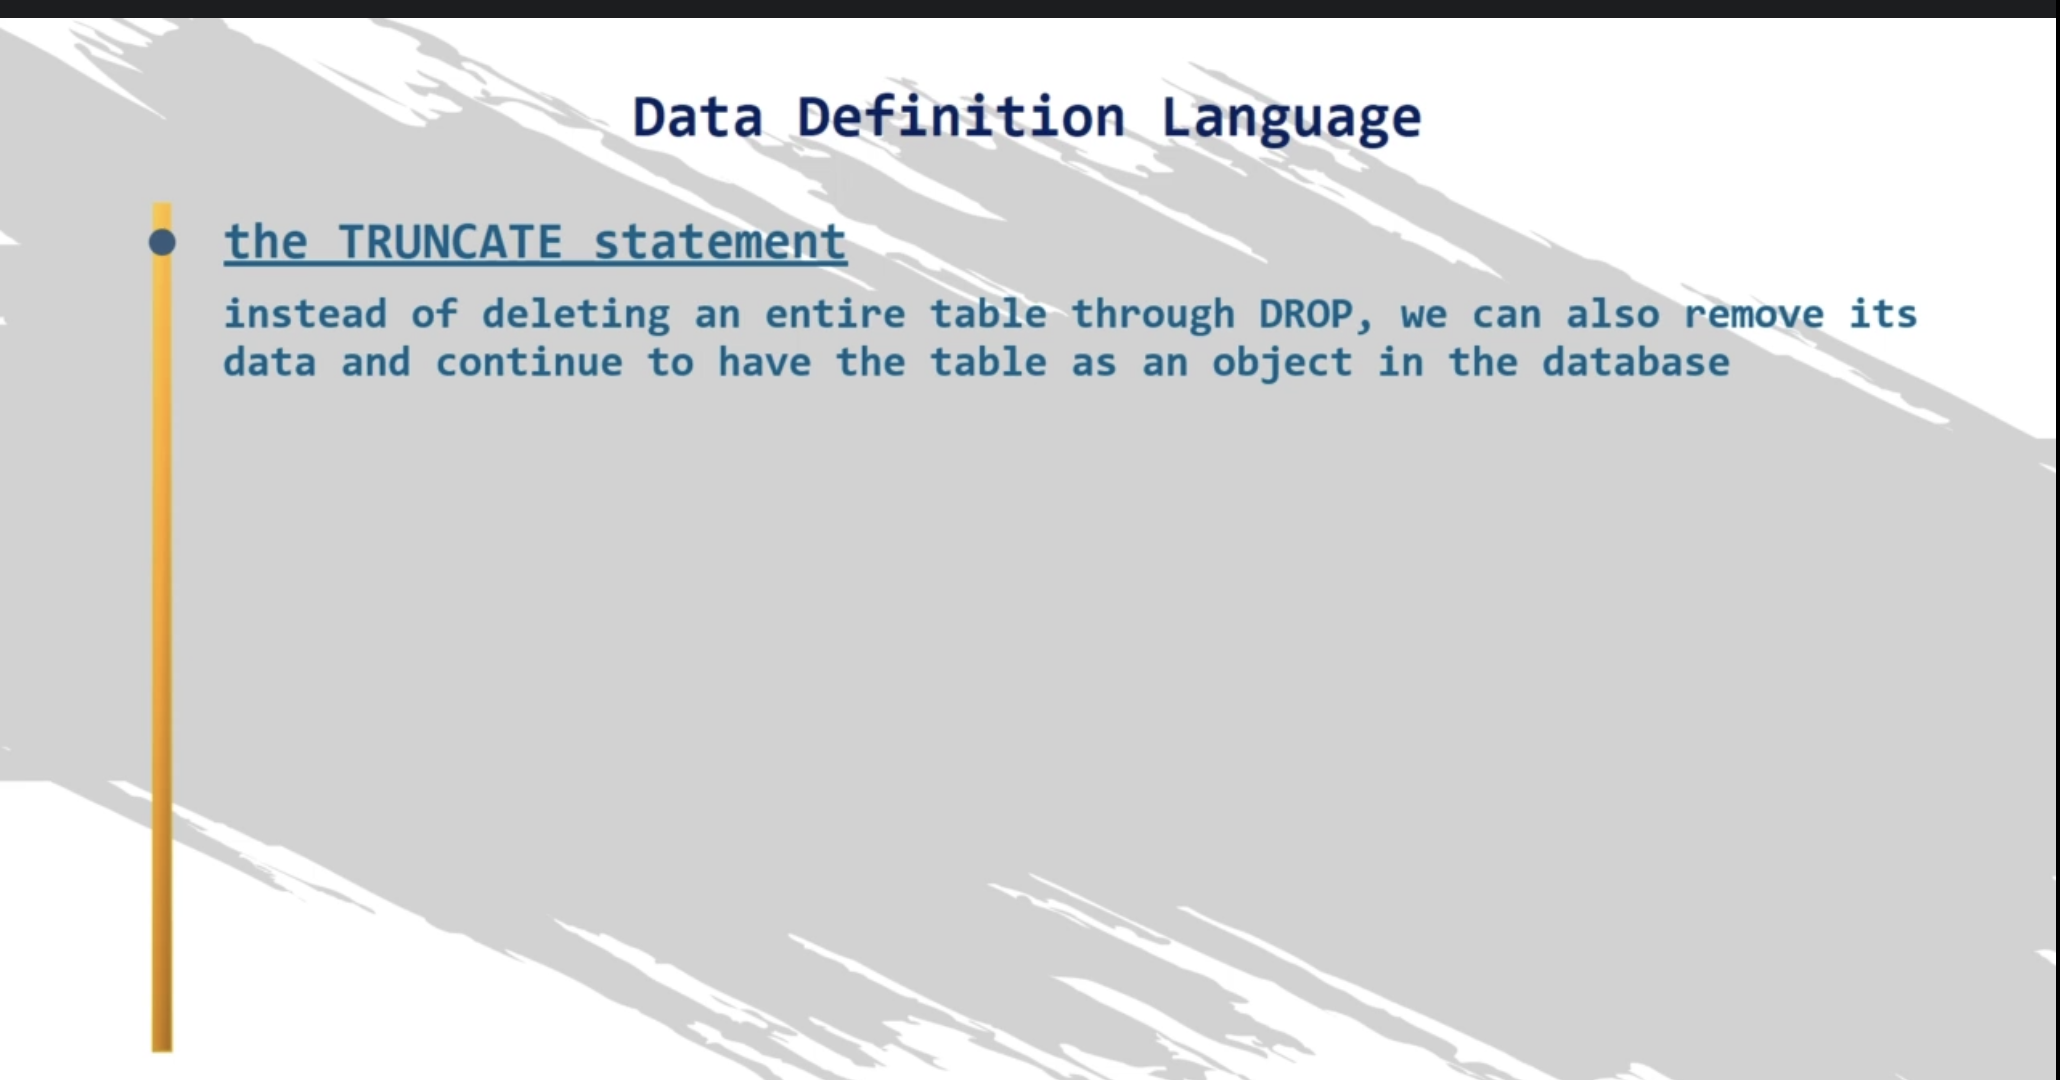 Data Definition Language
the TRUNCATE statement
instead of deleting an entire table through DROP, we can also remove its
data and continue to have the table as an object in the database